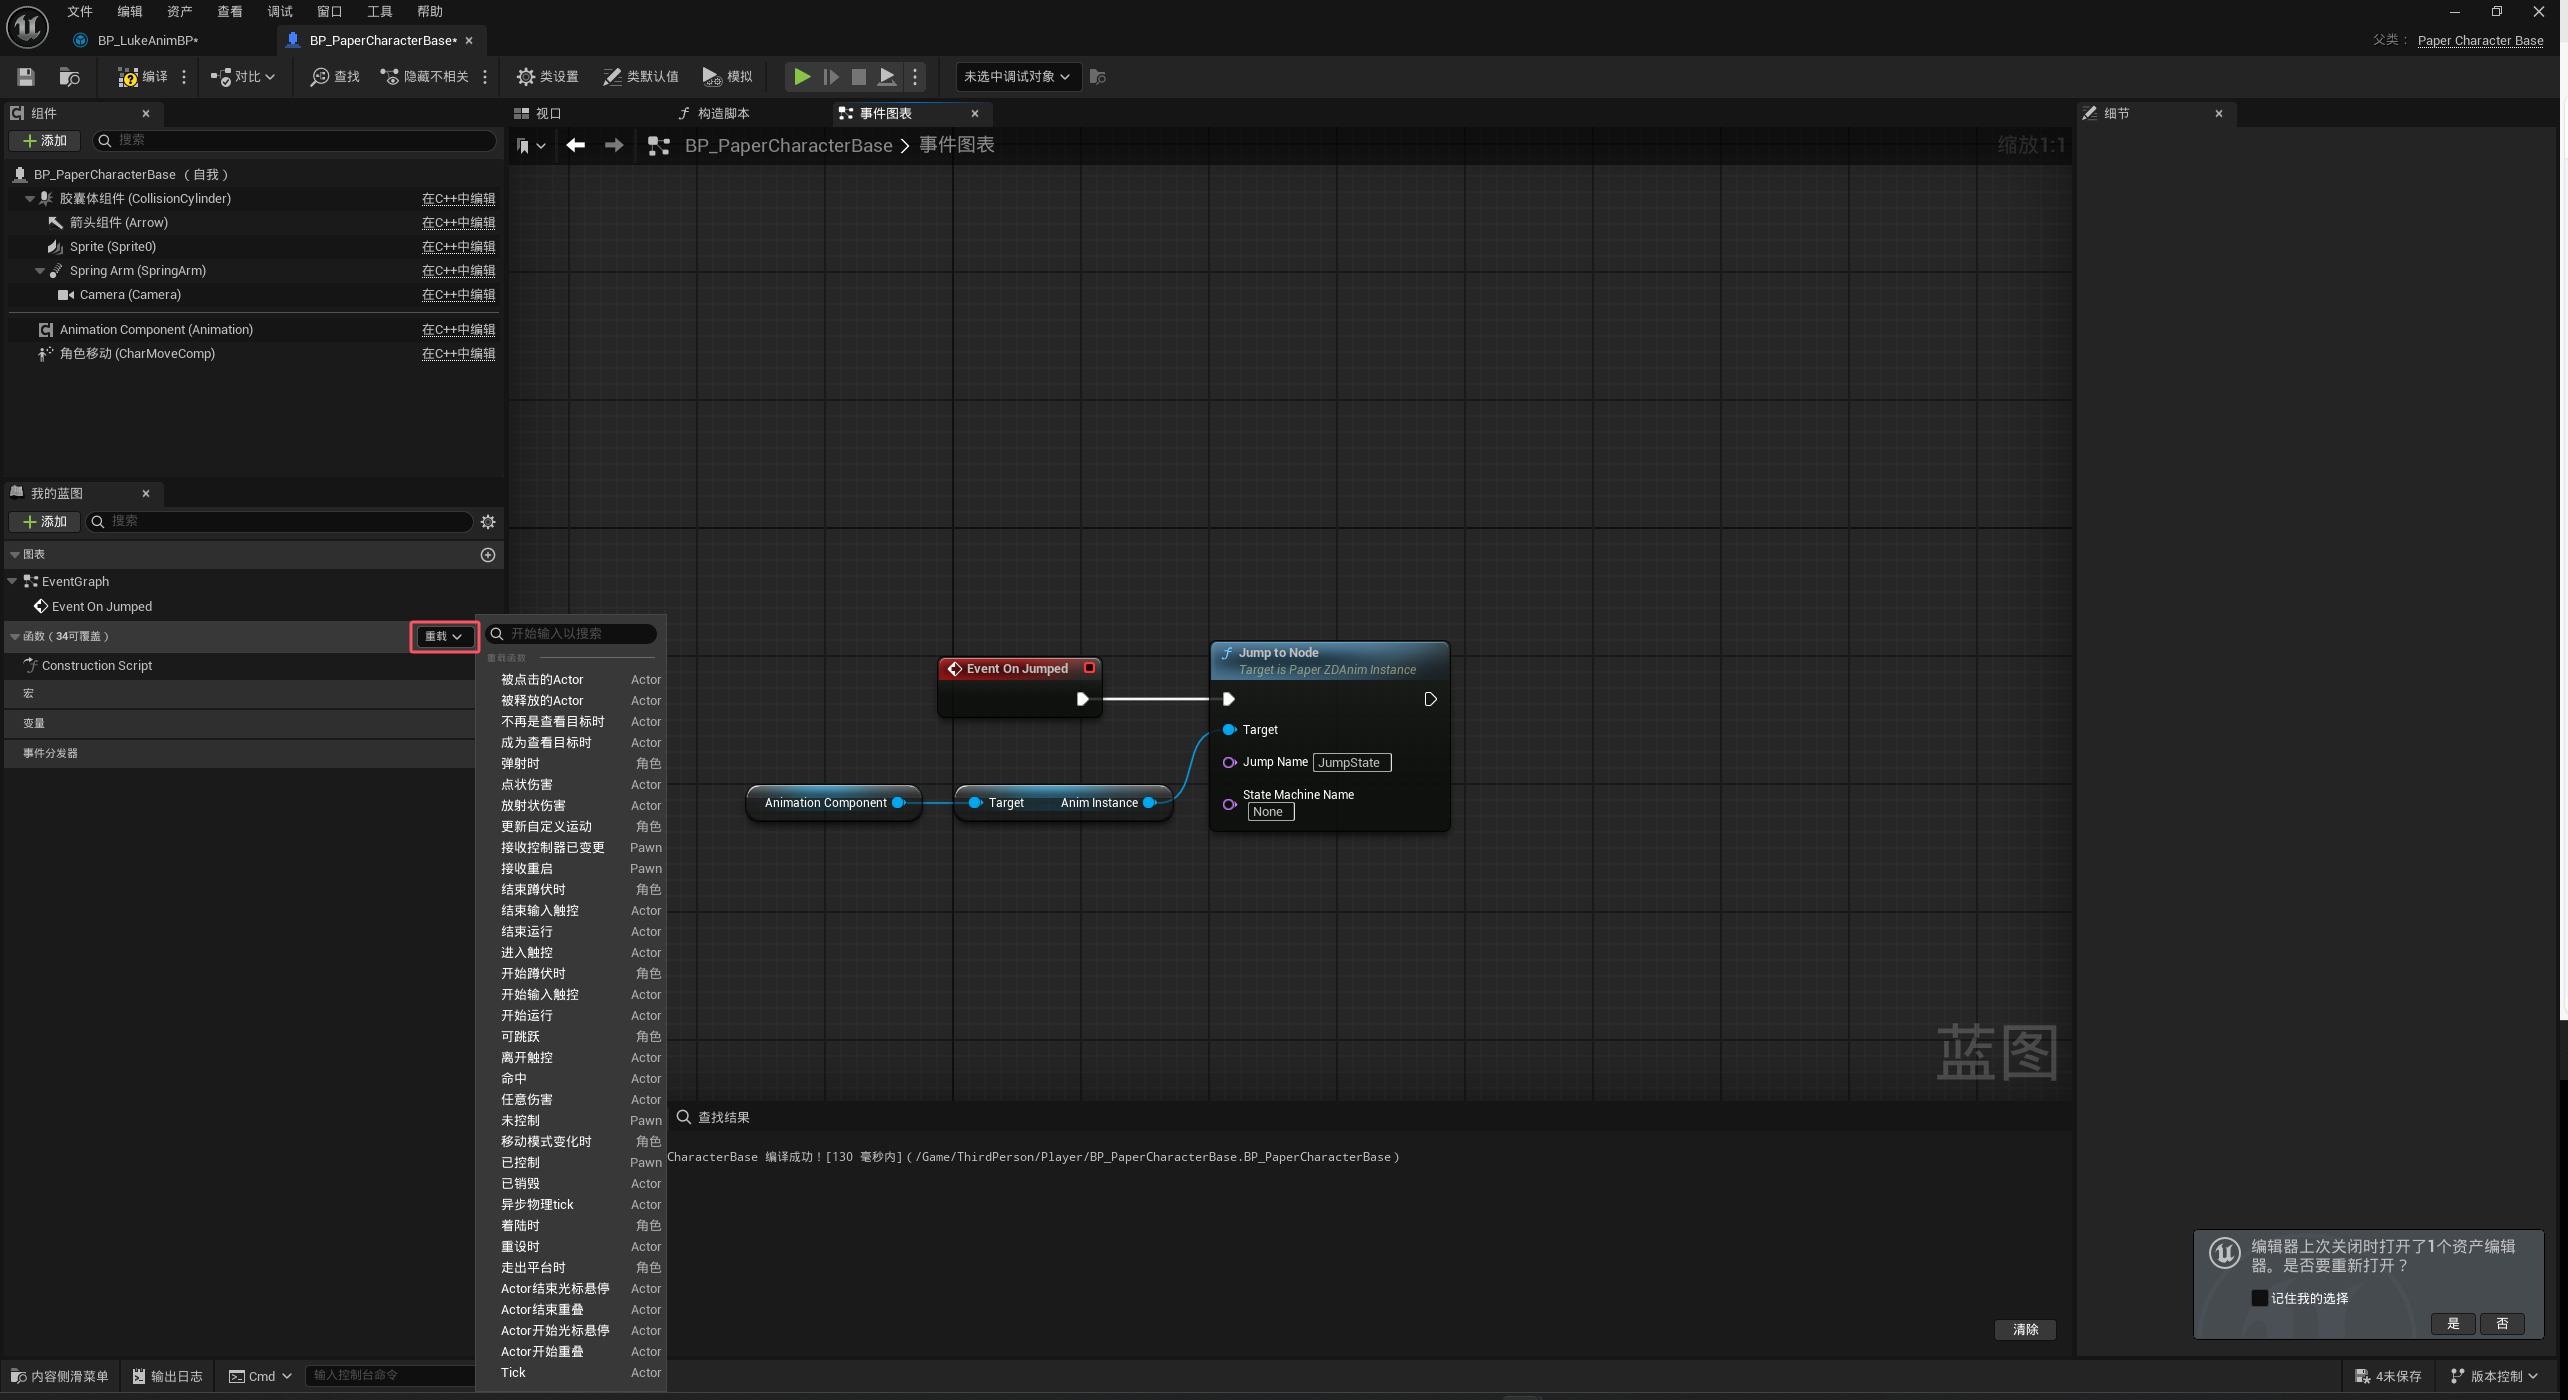 文件 编辑 资产 查看 调试 窗口 工具 帮助
BP_LukeAnimBP*
BP_PaperCharacterBase*
父类：
Paper Character Base
编译
对比
查找
隐藏不相关
类设置
类默认值
模拟
未选中调试对象
组件
添加
搜索
BP_PaperCharacterBase （自我）
胶囊体组件 (CollisionCylinder) 在C++中编辑
箭头组件 (Arrow) 在C++中编辑
Sprite (Sprite0) 在C++中编辑
Spring Arm (SpringArm) 在C++中编辑
Camera (Camera) 在C++中编辑
Animation Component (Animation) 在C++中编辑
角色移动 (CharMoveComp) 在C++中编辑
我的蓝图
添加
搜索
图表
EventGraph
Event On Jumped
函数（34可覆盖）
重载
Construction Script
宏
变量
事件分发器
开始输入以搜索
重载函数
被点击的Actor Actor
被释放的Actor Actor
不再是查看目标时 Actor
成为查看目标时 Actor
弹射时 角色
点状伤害 Actor
放射状伤害 Actor
更新自定义运动 角色
接收控制器已变更 Pawn
接收重启 Pawn
结束蹲伏时 角色
结束输入触控 Actor
结束运行 Actor
进入触控 Actor
开始蹲伏时 角色
开始输入触控 Actor
开始运行 Actor
可跳跃 角色
离开触控 Actor
命中 Actor
任意伤害 Actor
未控制 Pawn
移动模式变化时 角色
已控制 Pawn
已销毁 Actor
异步物理tick Actor
着陆时 角色
重设时 Actor
走出平台时 角色
Actor结束光标悬停 Actor
Actor结束重叠 Actor
Actor开始光标悬停 Actor
Actor开始重叠 Actor
Tick Actor
视口
构造脚本
事件图表
BP_PaperCharacterBase > 事件图表
缩放1:1
Event On Jumped
Jump to Node
Target is Paper ZDAnim Instance
Target
Jump Name JumpState
State Machine Name
None
Animation Component
Target Anim Instance
蓝图
查找结果
CharacterBase 编译成功！[130 毫秒内]（/Game/ThirdPerson/Player/BP_PaperCharacterBase.BP_PaperCharacterBase）
清除
细节
编辑器上次关闭时打开了1个资产编辑
器。是否要重新打开？
记住我的选择
是
否
内容侧滑菜单
输出日志
Cmd
输入控制台命令
4未保存
版本控制